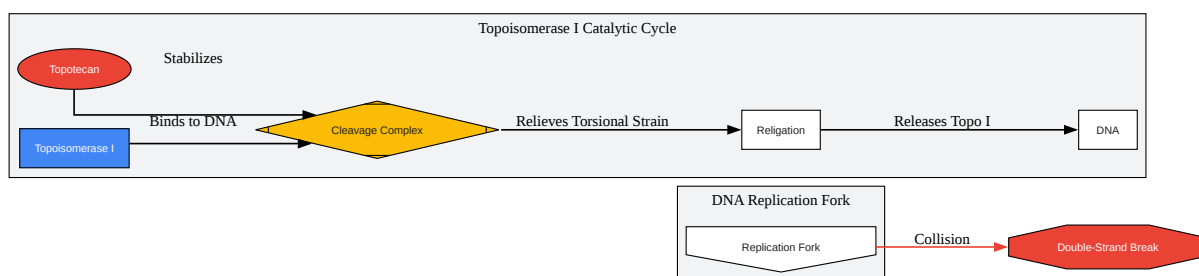 Topoisomerase I Catalytic Cycle
Stabilizes
Topotecan
Binds to DNA
Topoisomerase I
Cleavage Complex
Relieves Torsional Strain
Religation
Releases Topo I
DNA
DNA Replication Fork
Replication Fork
Collision
Double-Strand Break